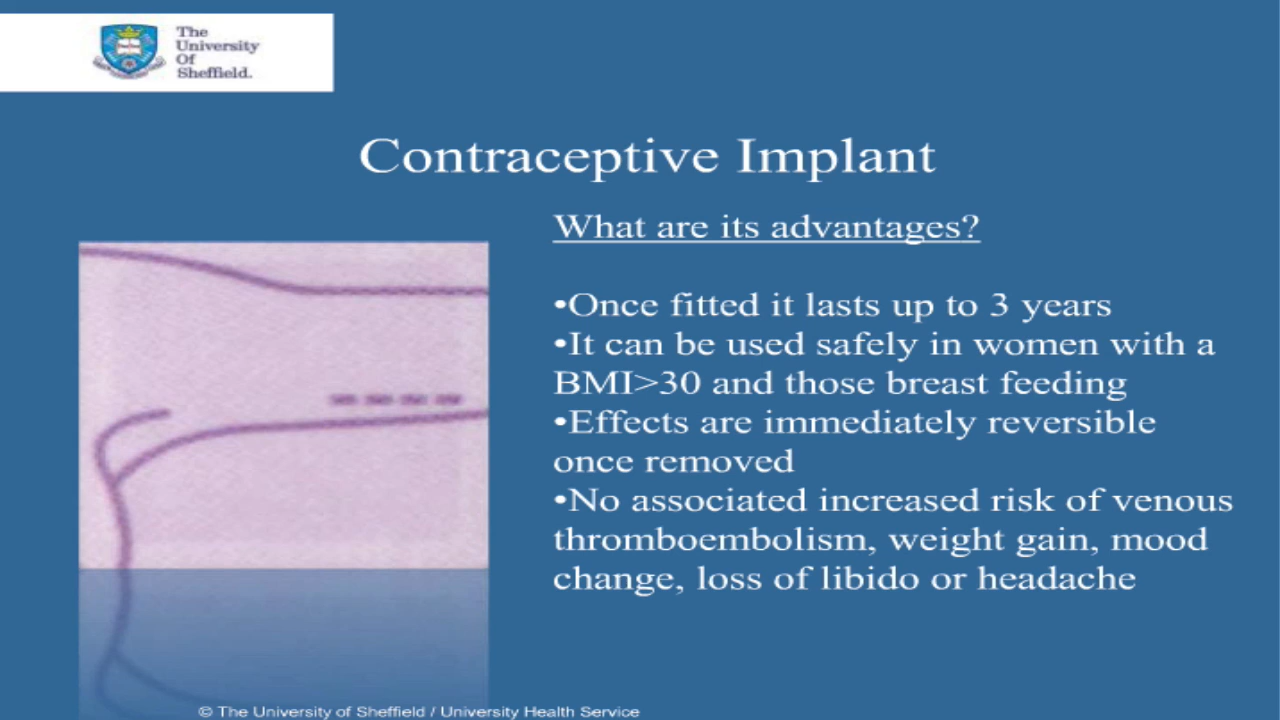 The
University
Of
Sheffield.
Contraceptive Implant
What are its advantages?
•Once fitted it lasts up to 3 years
•It can be used safely in women with a
BMI>30 and those breast feeding
•Effects are immediately reversible
once removed
•No associated increased risk of venous
thromboembolism, weight gain, mood
change, loss of libido or headache
© The University of Sheffield / University Health Service